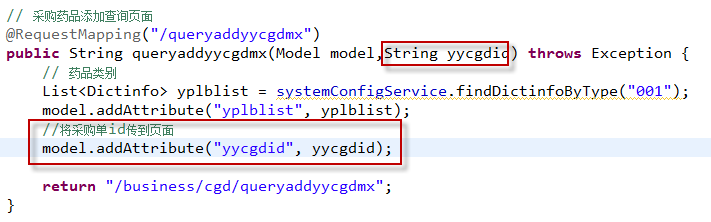 // 采购药品添加查询页面
@RequestMapping("/queryaddyycgdmx")
public String queryaddyycgdmx(Model model,String yycgdid) throws Exception {
// 药品类别
List<Dictinfo> yplblist = systemConfigService.findDictinfoByType("001");
model.addAttribute("yplblist", yplblist);
//将采购单id传到页面
model.addAttribute("yycgdid", yycgdid);
return "/business/cgd/queryaddyycgdmx";
}